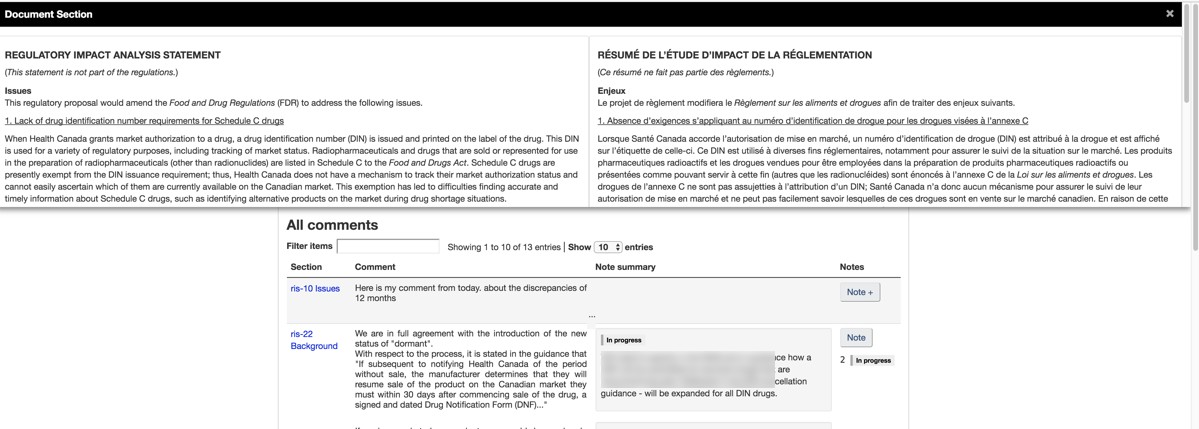 Document Section
×
REGULATORY IMPACT ANALYSIS STATEMENT
(This statement is not part of the regulations.)
Issues
This regulatory proposal would amend the Food and Drug Regulations (FDR) to address the following issues.
1. Lack of drug identification number requirements for Schedule C drugs
When Health Canada grants market authorization to a drug, a drug identification number (DIN) is issued and printed on the label of the drug. This DIN
is used for a variety of regulatory purposes, including tracking of market status. Radiopharmaceuticals and drugs that are sold or represented for use
in the preparation of radiopharmaceuticals (other than radionuclides) are listed in Schedule C to the Food and Drugs Act. Schedule C drugs are
presently exempt from the DIN issuance requirement; thus, Health Canada does not have a mechanism to track their market authorization status and
cannot easily ascertain which of them are currently available on the Canadian market. This exemption has led to difficulties finding accurate and
timely information about Schedule C drugs, such as identifying alternative products on the market during drug shortage situations.
RÉSUMÉ DE L'ÉTUDE D'IMPACT DE LA RÉGLEMENTATION
(Ce résumé ne fait pas partie des règlements.)
Enjeux
Le projet de règlement modifiera le Règlement sur les aliments et drogues afin de traiter des enjeux suivants.
1. Absence d'exigences s'appliquant au numéro d'identification de drogue pour les drogues visées à l'annexe C
Lorsque Santé Canada accorde l'autorisation de mise en marché, un numéro d'identification de drogue (DIN) est attribué à la drogue et est affiché
sur l'étiquette de celle-ci. Ce DIN est utilisé à diverses fins réglementaires, notamment pour assurer le suivi de la situation sur le marché. Les produits
pharmaceutiques radioactifs et les drogues vendues pour être employées dans la préparation de produits pharmaceutiques radioactifs ou
présentées comme pouvant servir à cette fin (autres que les radionucléides) sont énoncés à l'annexe C de la Loi sur les aliments et drogues. Les
drogues de l'annexe C ne sont pas assujetties à l'attribution d'un DIN; Santé Canada n'a donc aucun mécanisme pour assurer le suivi de leur
autorisation de mise en marché et ne peut pas facilement savoir lesquelles de ces drogues sont en vente sur le marché canadien. En raison de cette
All comments
Filter items
Showing 1 to 10 of 13 entries | Show 10 entries
Section Comment Note summary Notes
ris-10 Issues
Here is my comment from today. about the discrepancies of
12 months
...
Note +
ris-22
Background
We are in full agreement with the introduction of the new
status of "dormant".
With respect to the process, it is stated in the guidance that
"If subsequent to notifying Health Canada of the period
without sale, the manufacturer determines that they will
resume sale of the product on the Canadian market they
must within 30 days after commencing sale of the drug, a
signed and dated Drug Notification Form (DNF)..."
In progress
how a
are
guidance - will be expanded for all DIN drugs.
Note
2 In progress